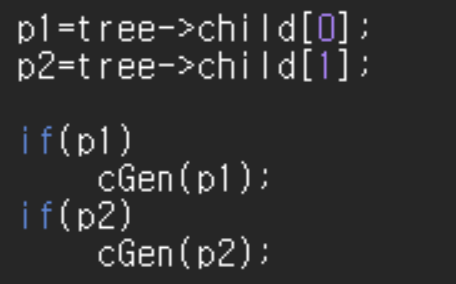 p1=tree->child[0];
p2=tree->child[1];
if(p1)
cGen(p1);
if(p2)
cGen(p2);